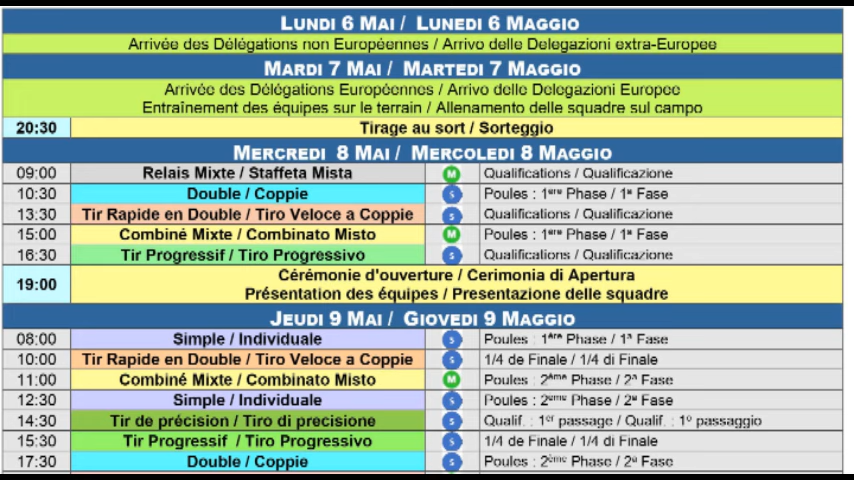 LUNDI 6 MAI / LUNEDI 6 MAGGIO
Arrivée des Délégations non Européennes / Arrivo delle Delegazioni extra-Europee
MARDI 7 MAI / MARTEDI 7 MAGGIO
Arrivée des Délégations Européennes / Arrivo delle Delegazioni Europee
Entraînement des équipes sur le terrain / Allenamento delle squadre sul campo
20:30 Tirage au sort / Sorteggio
MERCREDI 8 MAI / MERCOLEDI 8 MAGGIO
09:00 Relais Mixte / Staffeta Mista M Qualifications / Qualificazione
10:30 Double / Coppie S Poules : 1ère Phase / 1ª Fase
13:30 Tir Rapide en Double / Tiro Veloce a Coppie S Qualifications / Qualificazione
15:00 Combiné Mixte / Combinato Misto M Poules : 1ère Phase / 1ª Fase
16:30 Tir Progressif / Tiro Progressivo S Qualifications / Qualificazione
19:00 Cérémonie d'ouverture / Cerimonia di Apertura
Présentation des équipes / Presentazione delle squadre
JEUDI 9 MAI / GIOVEDI 9 MAGGIO
08:00 Simple / Individuale S Poules : 1ère Phase / 1ª Fase
10:00 Tir Rapide en Double / Tiro Veloce a Coppie S 1/4 de Finale / 1/4 di Finale
11:00 Combiné Mixte / Combinato Misto M Poules : 2ème Phase / 2ª Fase
12:30 Simple / Individuale S Poules : 2ème Phase / 2ª Fase
14:30 Tir de précision / Tiro di precisione S Qualif. : 1er passage / Qualif. : 1º passaggio
15:30 Tir Progressif / Tiro Progressivo S 1/4 de Finale / 1/4 di Finale
17:30 Double / Coppie S Poules : 2ème Phase / 2ª Fase